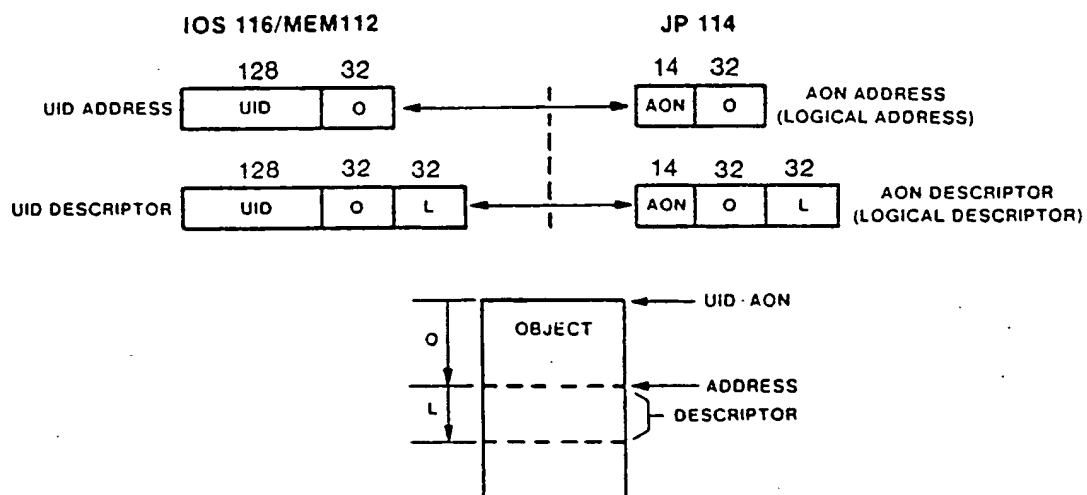 IOS 116/MEM112 JP 114
128 32 14 32
UID ADDRESS UID O AON O AON ADDRESS
(LOGICAL ADDRESS)
128 32 32 14 32 32
UID DESCRIPTOR UID O L AON O L AON DESCRIPTOR
(LOGICAL DESCRIPTOR)
UID·AON
OBJECT
O
ADDRESS
L
DESCRIPTOR